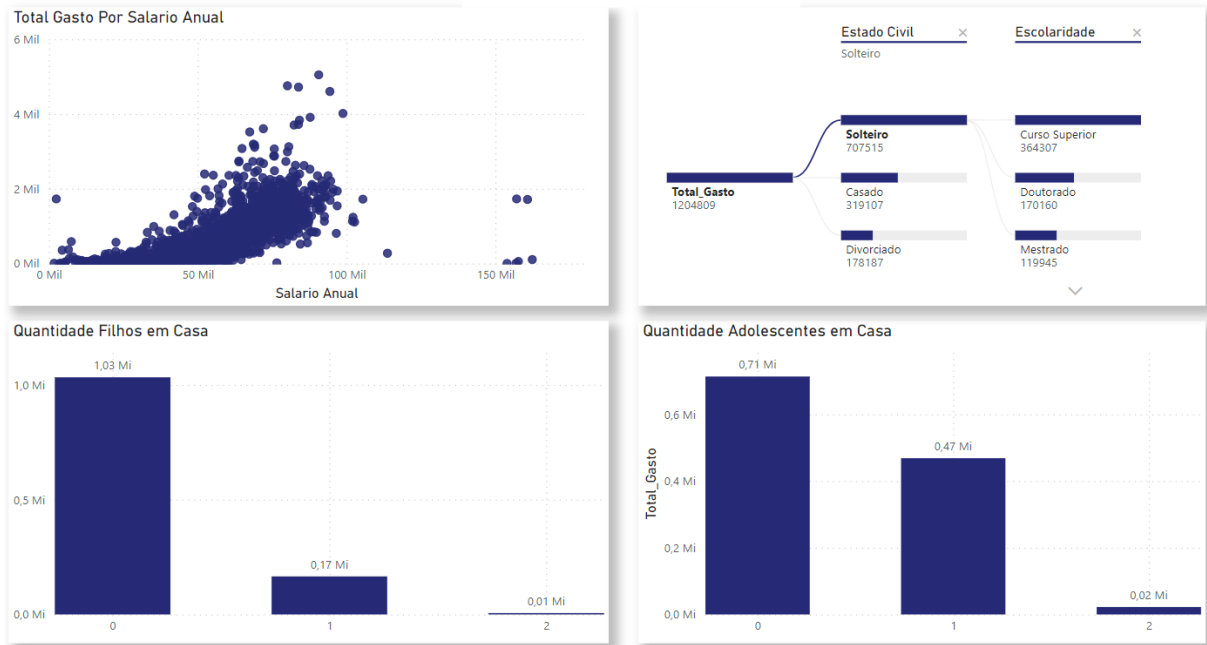 Total Gasto Por Salario Anual
6 Mil
4 Mil
2 Mil
0 Mil
0 Mil 50 Mil 100 Mil 150 Mil
Salario Anual
Estado Civil ×
Solteiro
Escolaridade ×
Total_Gasto
1204809
Solteiro
707515
Casado
319107
Divorciado
178187
Curso Superior
364307
Doutorado
170160
Mestrado
119945
Quantidade Filhos em Casa
1,0 Mi
0,5 Mi
0,0 Mi
1,03 Mi
0,17 Mi
0,01 Mi
0 1 2
Quantidade Adolescentes em Casa
Total_Gasto
0,6 Mi
0,4 Mi
0,2 Mi
0,0 Mi
0,71 Mi
0,47 Mi
0,02 Mi
0 1 2